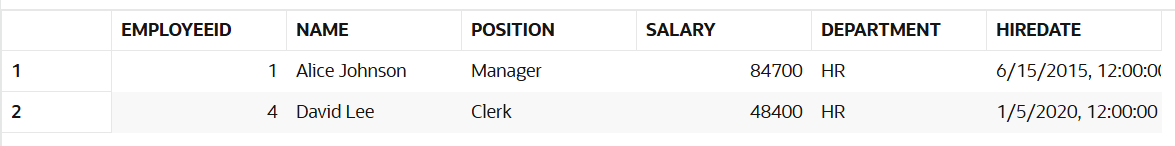 EMPLOYEEID NAME POSITION SALARY DEPARTMENT HIREDATE
1 1 Alice Johnson Manager 84700 HR 6/15/2015, 12:00:00
2 4 David Lee Clerk 48400 HR 1/5/2020, 12:00:00